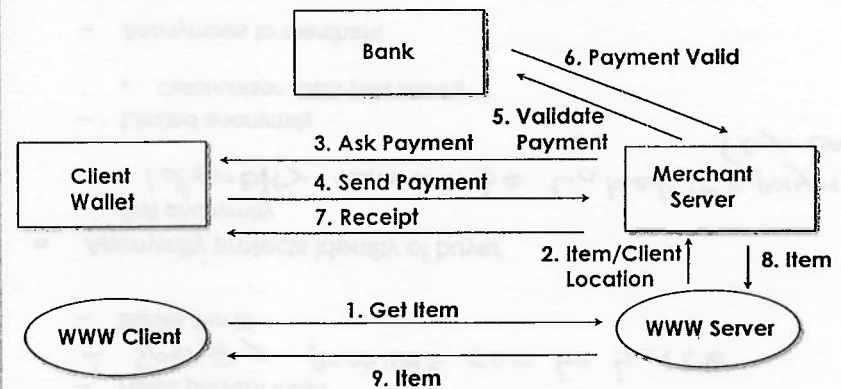 Bank
6. Payment Valid
5. Validate
Payment
3. Ask Payment
Client
Wallet
4. Send Payment
Merchant
Server
7. Receipt
2. Item/Client
Location
8. Item
1. Get Item
WWW Client
WWW Server
9. Item